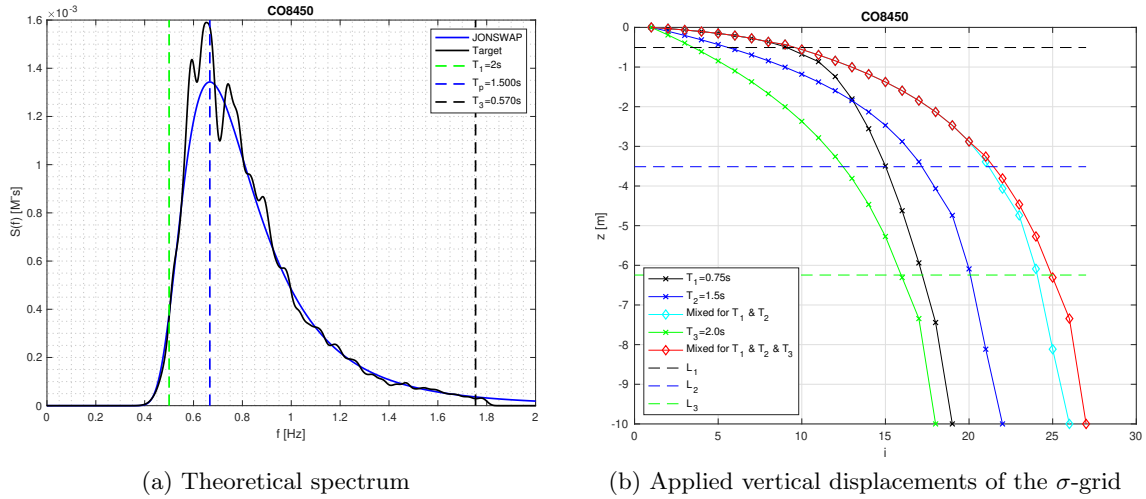 CO8450
×10⁻³
1.6
1.4
1.2
1
0.8
0.6
0.4
0.2
0
S(f) [M²s]
0 0.2 0.4 0.6 0.8 1 1.2 1.4 1.6 1.8 2
f [Hz]
JONSWAP
Target
T₁=2s
Tₚ=1.500s
T₃=0.570s
(a) Theoretical spectrum
CO8450
0
-1
-2
-3
-4
-5
-6
-7
-8
-9
-10
z [m]
0 5 10 15 20 25 30
i
T₁=0.75s
T₂=1.5s
Mixed for T₁ & T₂
T₃=2.0s
Mixed for T₁ & T₂ & T₃
L₁
L₂
L₃
(b) Applied vertical displacements of the σ-grid